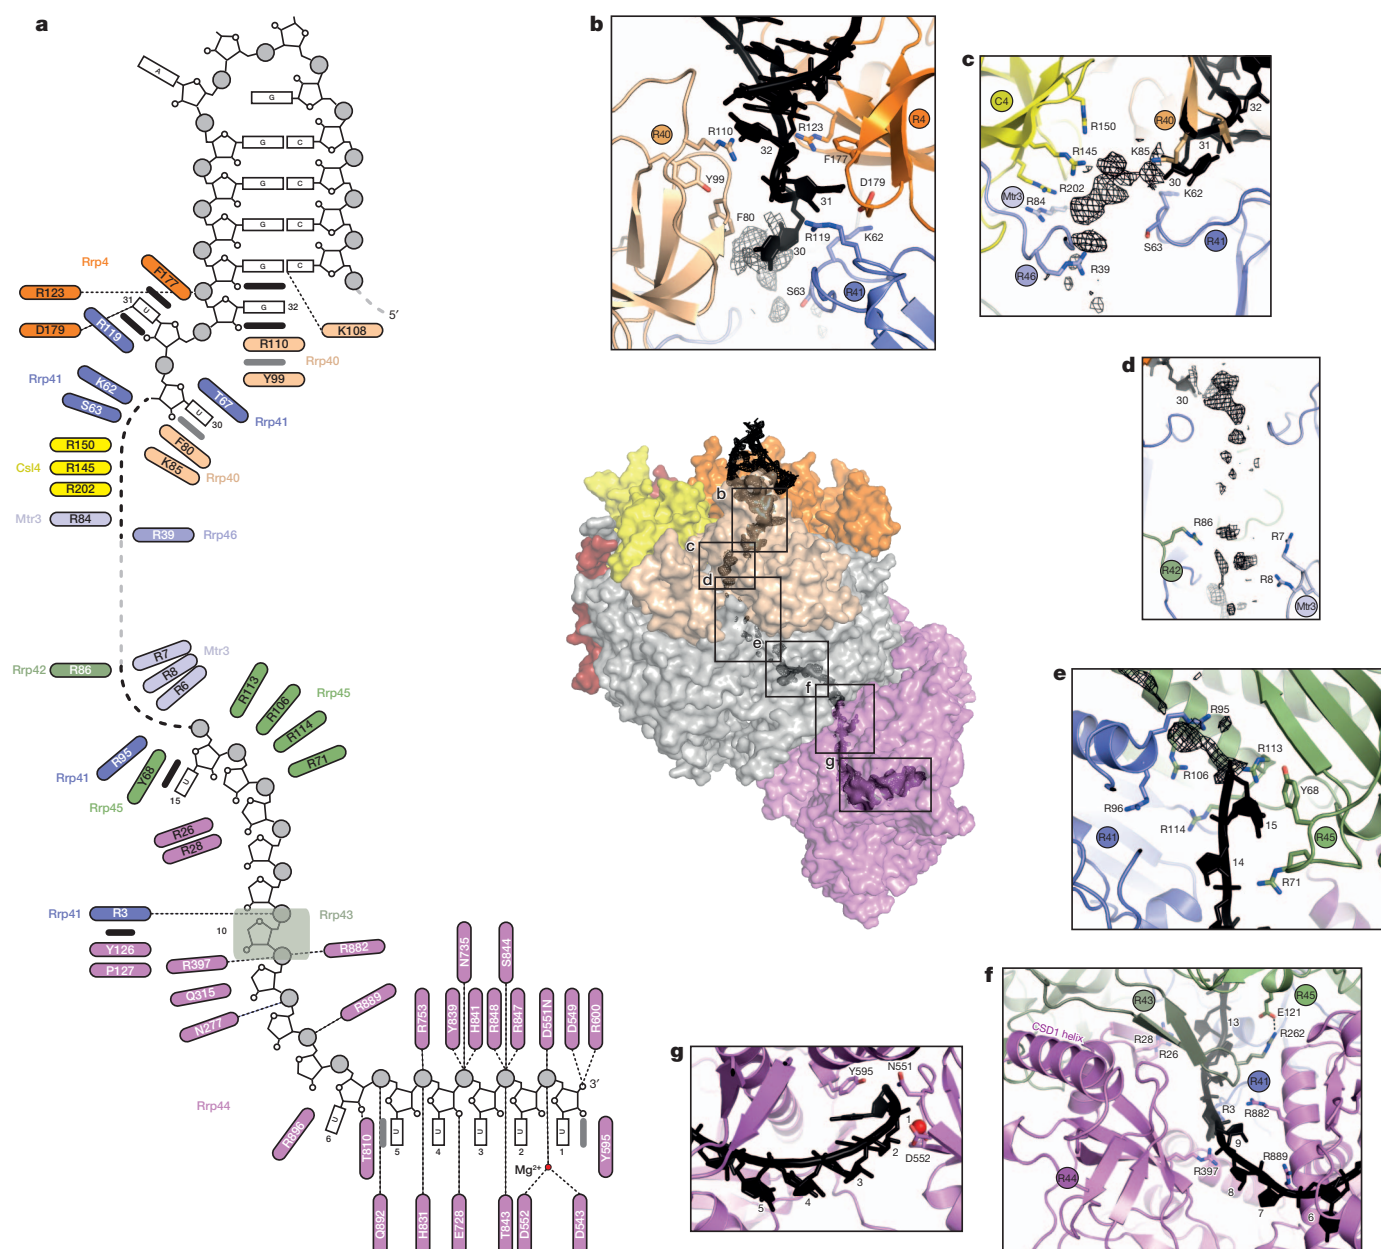 a
A
G
G C
G C
G C
G C
G 32
5′
Rrp4
F177
R123
31
U
D179
R119
K108
R110
Rrp40
Y99
Rrp41
K62
S63
T67
U
30
Rrp41
F80
K85
Rrp40
R150
Csl4
R145
R202
Mtr3
R84
R39
Rrp46
R7
Mtr3
R8
R6
Rrp42
R86
R113
R106
Rrp45
R114
R71
R95
Rrp41
Y68
Rrp45
U
15
R26
R28
Rrp41
R3
Rrp43
10
Y126
P127
R882
R397
Q315
N277
R889
Rrp44
R896
U
6
N735
S844
R753
Y839
H841
R848
R847
D551N
D549
R600
3′
T810
U
5
U
4
U
3
U
2
U
1
Y595
Mg²⁺
Q892
H831
E728
T843
D552
D543
b
R40
R110
R123
R4
32
F177
Y99
D179
31
F80
R119
K62
30
S63
R41
c
C4
R150
R40
32
R145
K85
31
30
R202
Mtr3
R84
K62
S63
R41
R46
R39
d
30
R86
R7
R42
R8
Mtr3
b
c
d
e
f
g
e
R95
R113
R106
Y68
R96
R114
15
R41
R45
14
R71
f
R43
R45
E121
13
CSD1 helix
R28
R262
R26
R41
R3
R882
9
R397
R889
R44
8
7
6
g
Y595
N551
1
2
D552
3
4
5